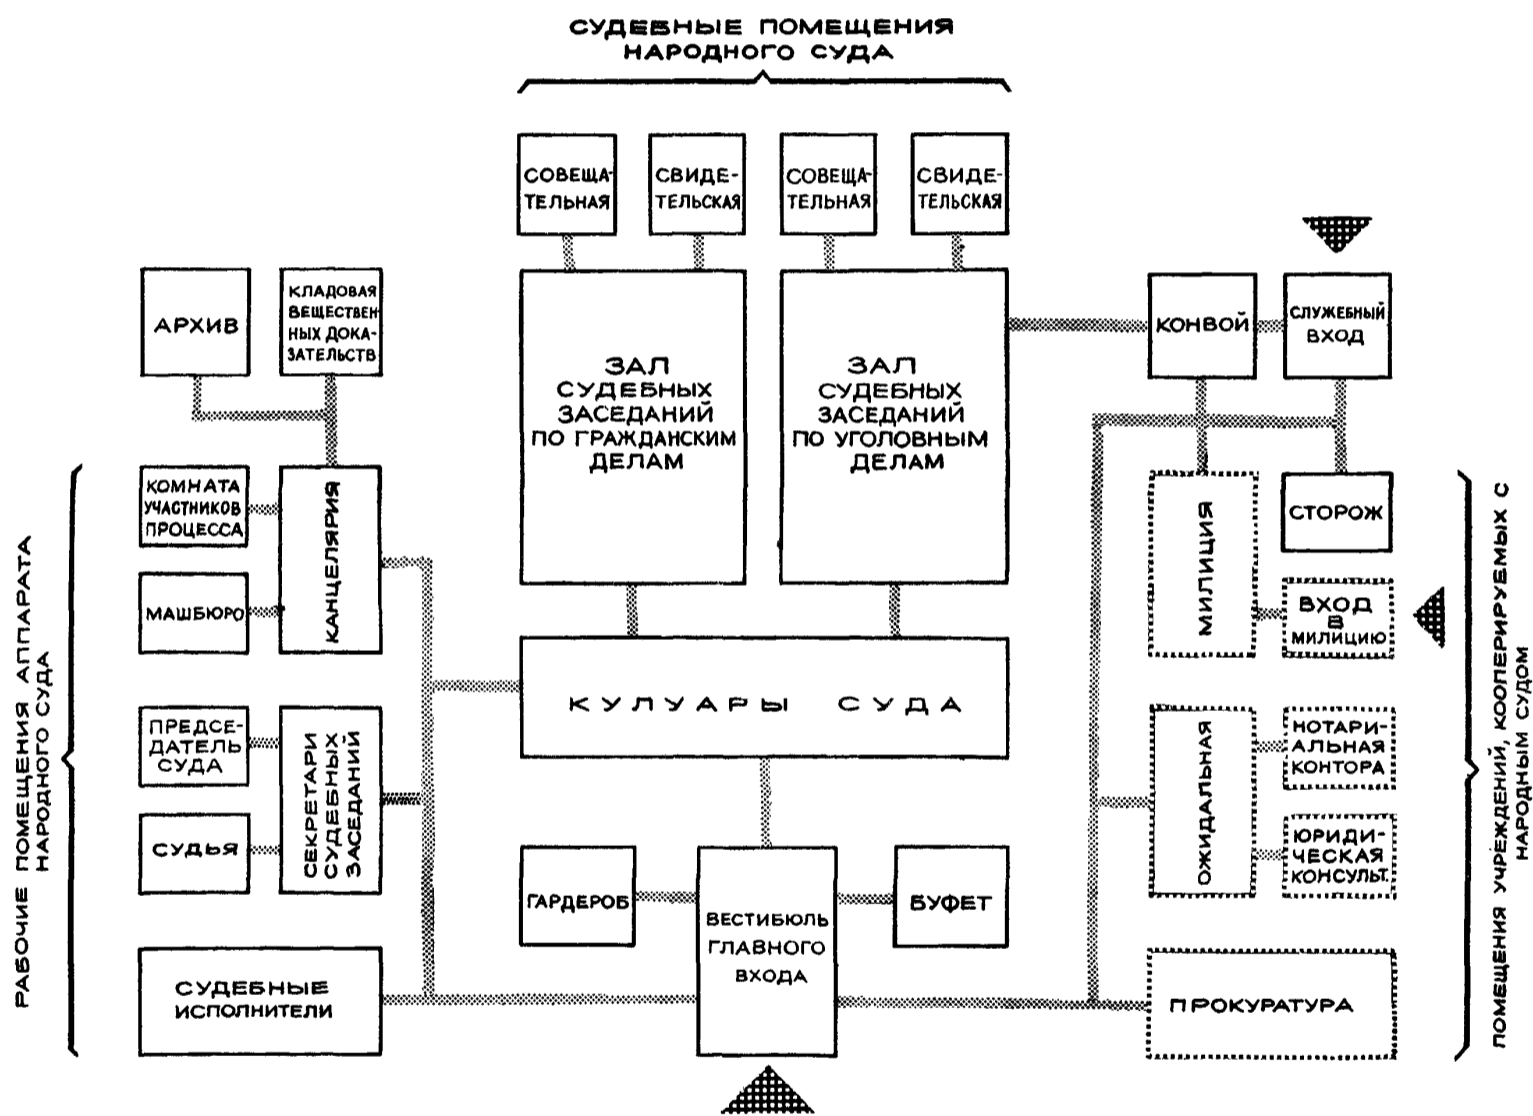 СУДЕБНЫЕ ПОМЕЩЕНИЯ
НАРОДНОГО СУДА
СОВЕЩА-
ТЕЛЬНАЯ
СВИДЕ-
ТЕЛЬСКАЯ
СОВЕЩА-
ТЕЛЬНАЯ
СВИДЕ-
ТЕЛЬСКАЯ
АРХИВ
КЛАДОВАЯ
ВЕЩЕСТВЕН-
НЫХ ДОКА-
ЗАТЕЛЬСТВ
ЗАЛ
СУДЕБНЫХ
ЗАСЕДАНИЙ
ПО ГРАЖДАНСКИМ
ДЕЛАМ
ЗАЛ
СУДЕБНЫХ
ЗАСЕДАНИЙ
ПО УГОЛОВНЫМ
ДЕЛАМ
КОНВОЙ
СЛУЖЕБНЫЙ
ВХОД
РАБОЧИЕ ПОМЕЩЕНИЯ АППАРАТА
НАРОДНОГО СУДА
КОМНАТА
УЧАСТНИКОВ
ПРОЦЕССА
МАШБЮРО
КАНЦЕЛЯРИЯ
МИЛИЦИЯ
СТОРОЖ
ВХОД
В
МИЛИЦИЮ
ПОМЕЩЕНИЯ УЧРЕЖДЕНИЙ, КООПЕРИРУЕМЫХ С
НАРОДНЫМ СУДОМ
КУЛУАРЫ СУДА
ПРЕДСЕ-
ДАТЕЛЬ
СУДА
СУДЬЯ
СЕКРЕТАРИ
СУДЕБНЫХ
ЗАСЕДАНИЙ
ОЖИДАЛЬНАЯ
НОТАРИ-
АЛЬНАЯ
КОНТОРА
ЮРИДИ-
ЧЕСКАЯ
КОНСУЛЬТ.
ГАРДЕРОБ
ВЕСТИБЮЛЬ
ГЛАВНОГО
ВХОДА
БУФЕТ
СУДЕБНЫЕ
ИСПОЛНИТЕЛИ
ПРОКУРАТУРА